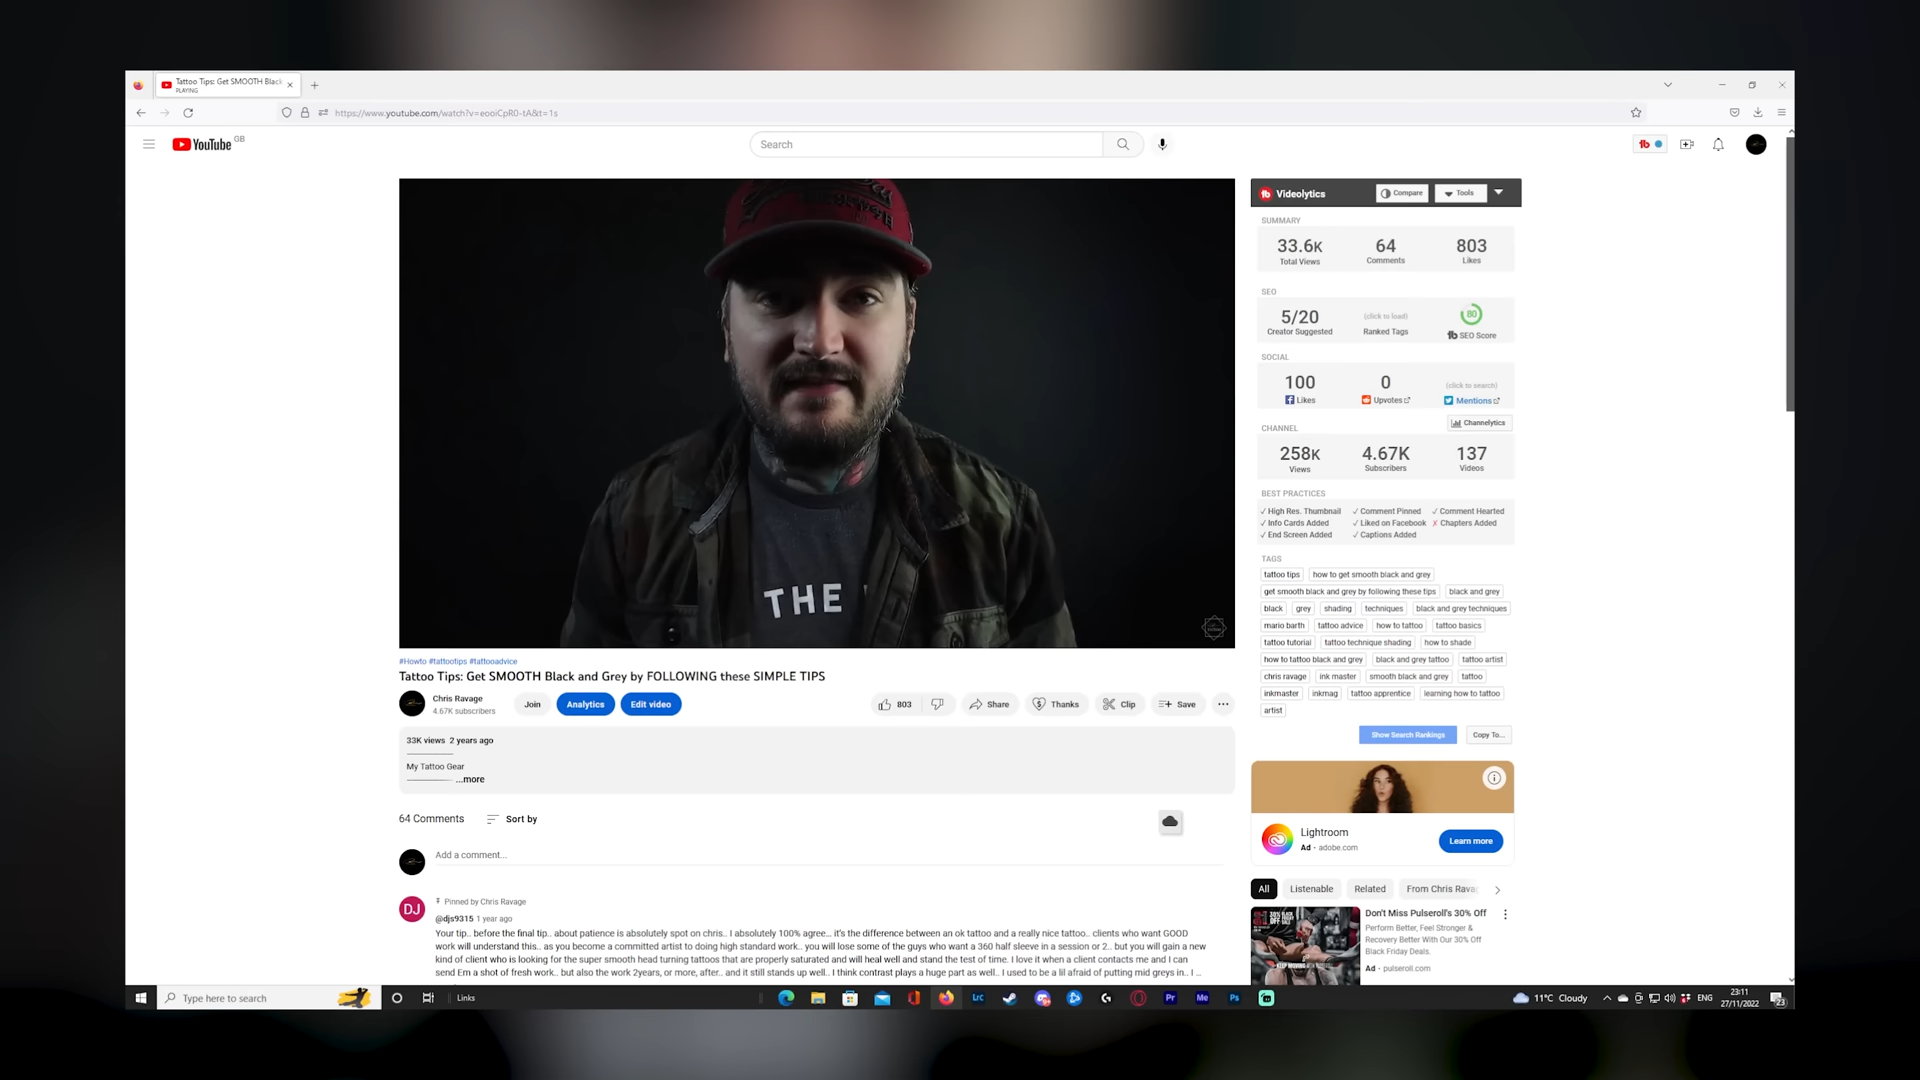 Tattoo Tips: Get SMOOTH Black
PLAYING
https://www.youtube.com/watch?v=eooiCpR0-tA&t=1s
YouTube GB
Search
THE
#Howto #tattootips #tattooadvice
Tattoo Tips: Get SMOOTH Black and Grey by FOLLOWING these SIMPLE TIPS
Chris Ravage
4.67K subscribers
Join
Analytics
Edit video
803
Share
Thanks
Clip
Save
33K views 2 years ago
My Tattoo Gear
...more
64 Comments
Sort by
Add a comment...
DJ
Pinned by Chris Ravage
@djs9315 1 year ago
Your tip.. before the final tip.. about patience is absolutely spot on chris.. I absolutely 100% agree... it's the difference between an ok tattoo and a really nice tattoo.. clients who want GOOD
work will understand this.. as you become a committed artist to doing high standard work.. you will lose some of the guys who want a 360 half sleeve in a session or 2.. but you will gain a new
kind of client who is looking for the super smooth head turning tattoos that are properly saturated and will heal well and stand the test of time. I love it when a client contacts me and I can
send Em a shot of fresh work.. but also the work 2years, or more, after.. and it still stands up well.. I think contrast plays a huge part as well.. I used to be a lil afraid of putting mid greys in.. I ...
tb
tb Videolytics Compare Tools
SUMMARY
33.6K 64 803
Total Views Comments Likes
SEO
5/20 (click to load) 80
Creator Suggested Ranked Tags tb SEO Score
SOCIAL
100 0 (click to search)
Likes Upvotes Mentions
Channelytics
CHANNEL
258K 4.67K 137
Views Subscribers Videos
BEST PRACTICES
✓ High Res. Thumbnail ✓ Comment Pinned ✓ Comment Hearted
✓ Info Cards Added ✓ Liked on Facebook ✗ Chapters Added
✓ End Screen Added ✓ Captions Added
TAGS
tattoo tips how to get smooth black and grey
get smooth black and grey by following these tips black and grey
black grey shading techniques black and grey techniques
mario barth tattoo advice how to tattoo tattoo basics
tattoo tutorial tattoo technique shading how to shade
how to tattoo black and grey black and grey tattoo tattoo artist
chris ravage ink master smooth black and grey tattoo
inkmaster inkmag tattoo apprentice learning how to tattoo
artist
Show Search Rankings Copy To...
Lightroom
Ad · adobe.com
Learn more
All Listenable Related From Chris Rava
30% BLACK
Don't Miss Pulseroll's 30% Off
Perform Better, Feel Stronger &
Recovery Better With Our 30% Off
Black Friday Deals.
Ad · pulseroll.com
Type here to search
Links
Lrc
Pr
Me
Ps
11°C Cloudy
ENG
23:11
27/11/2022
23